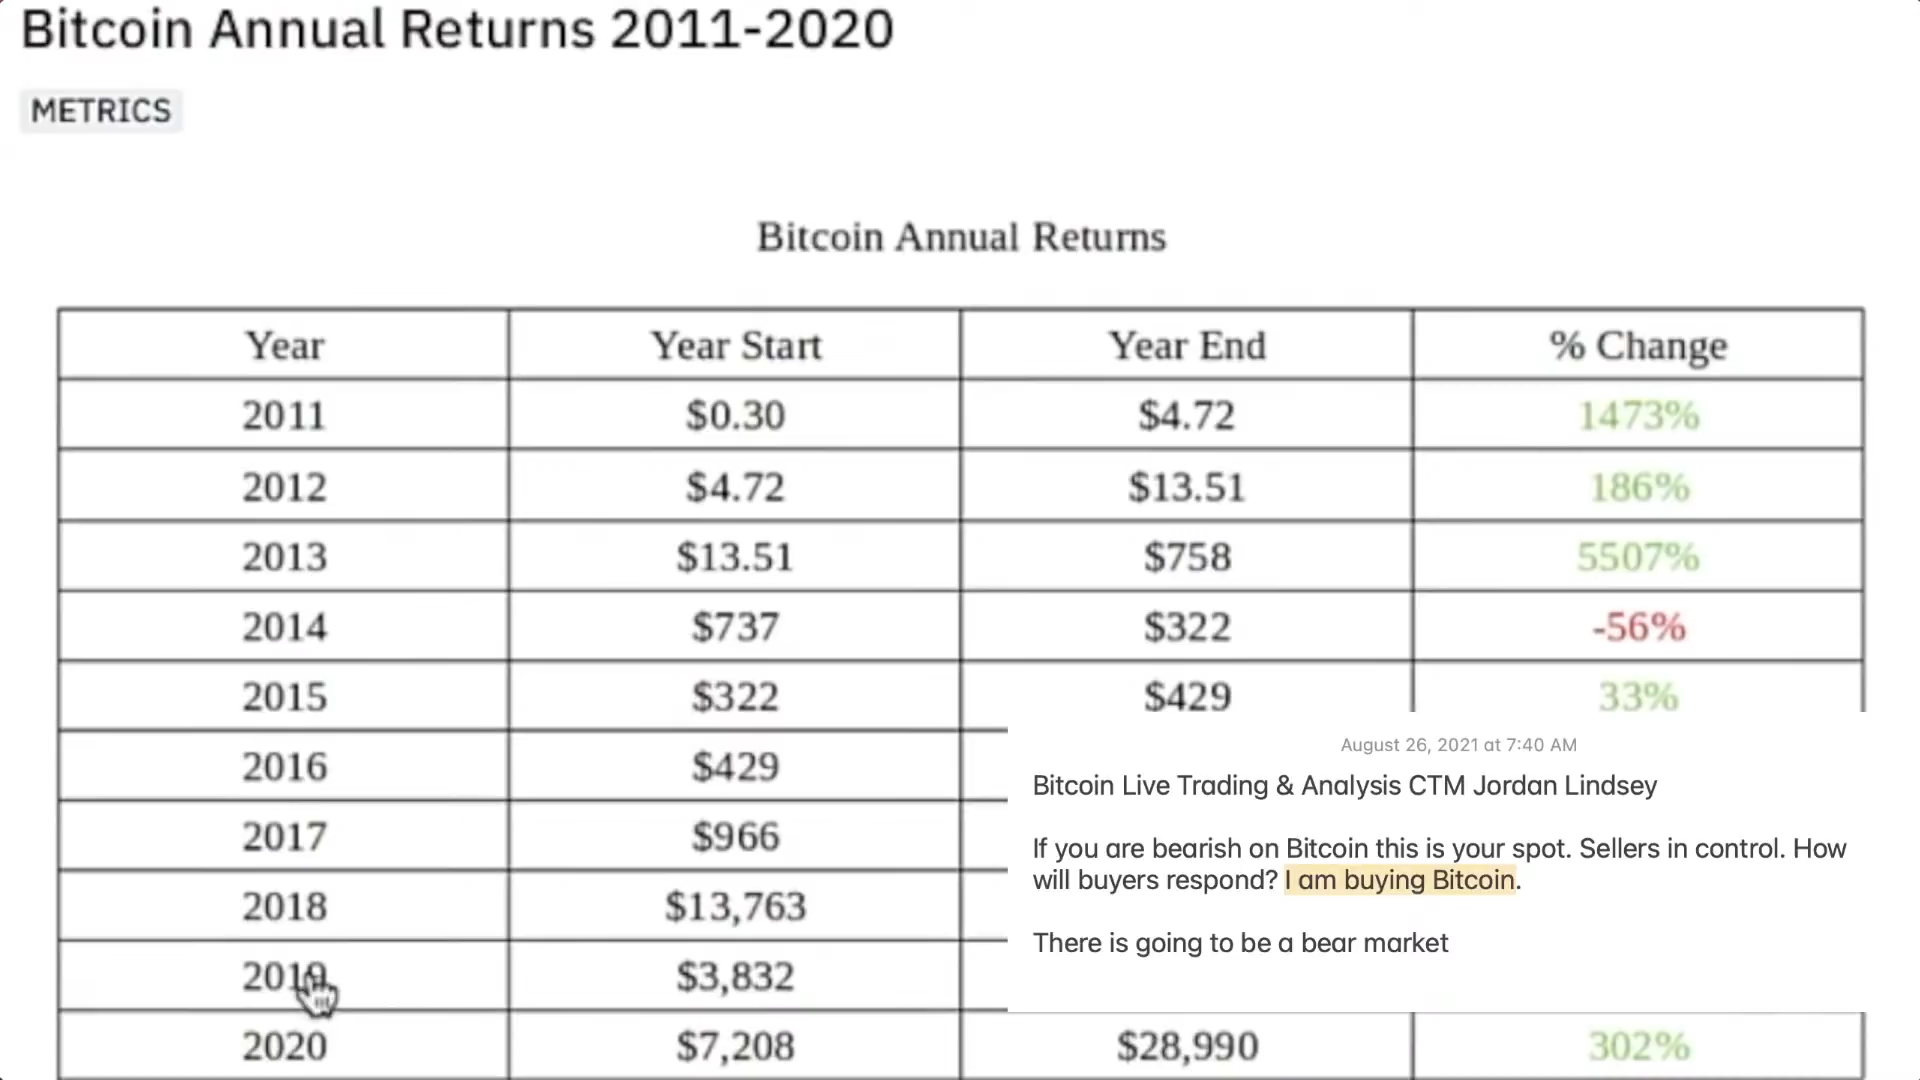 Bitcoin Annual Returns 2011-2020
METRICS
Bitcoin Annual Returns
Year Year Start Year End % Change
2011 $0.30 $4.72 1473%
2012 $4.72 $13.51 186%
2013 $13.51 $758 5507%
2014 $737 $322 -56%
2015 $322 $429 33%
2016 $429
2017 $966
2018 $13,763
2019 $3,832
2020 $7,208 $28,990 302%
August 26, 2021 at 7:40 AM
Bitcoin Live Trading & Analysis CTM Jordan Lindsey
If you are bearish on Bitcoin this is your spot. Sellers in control. How
will buyers respond? I am buying Bitcoin.
There is going to be a bear market